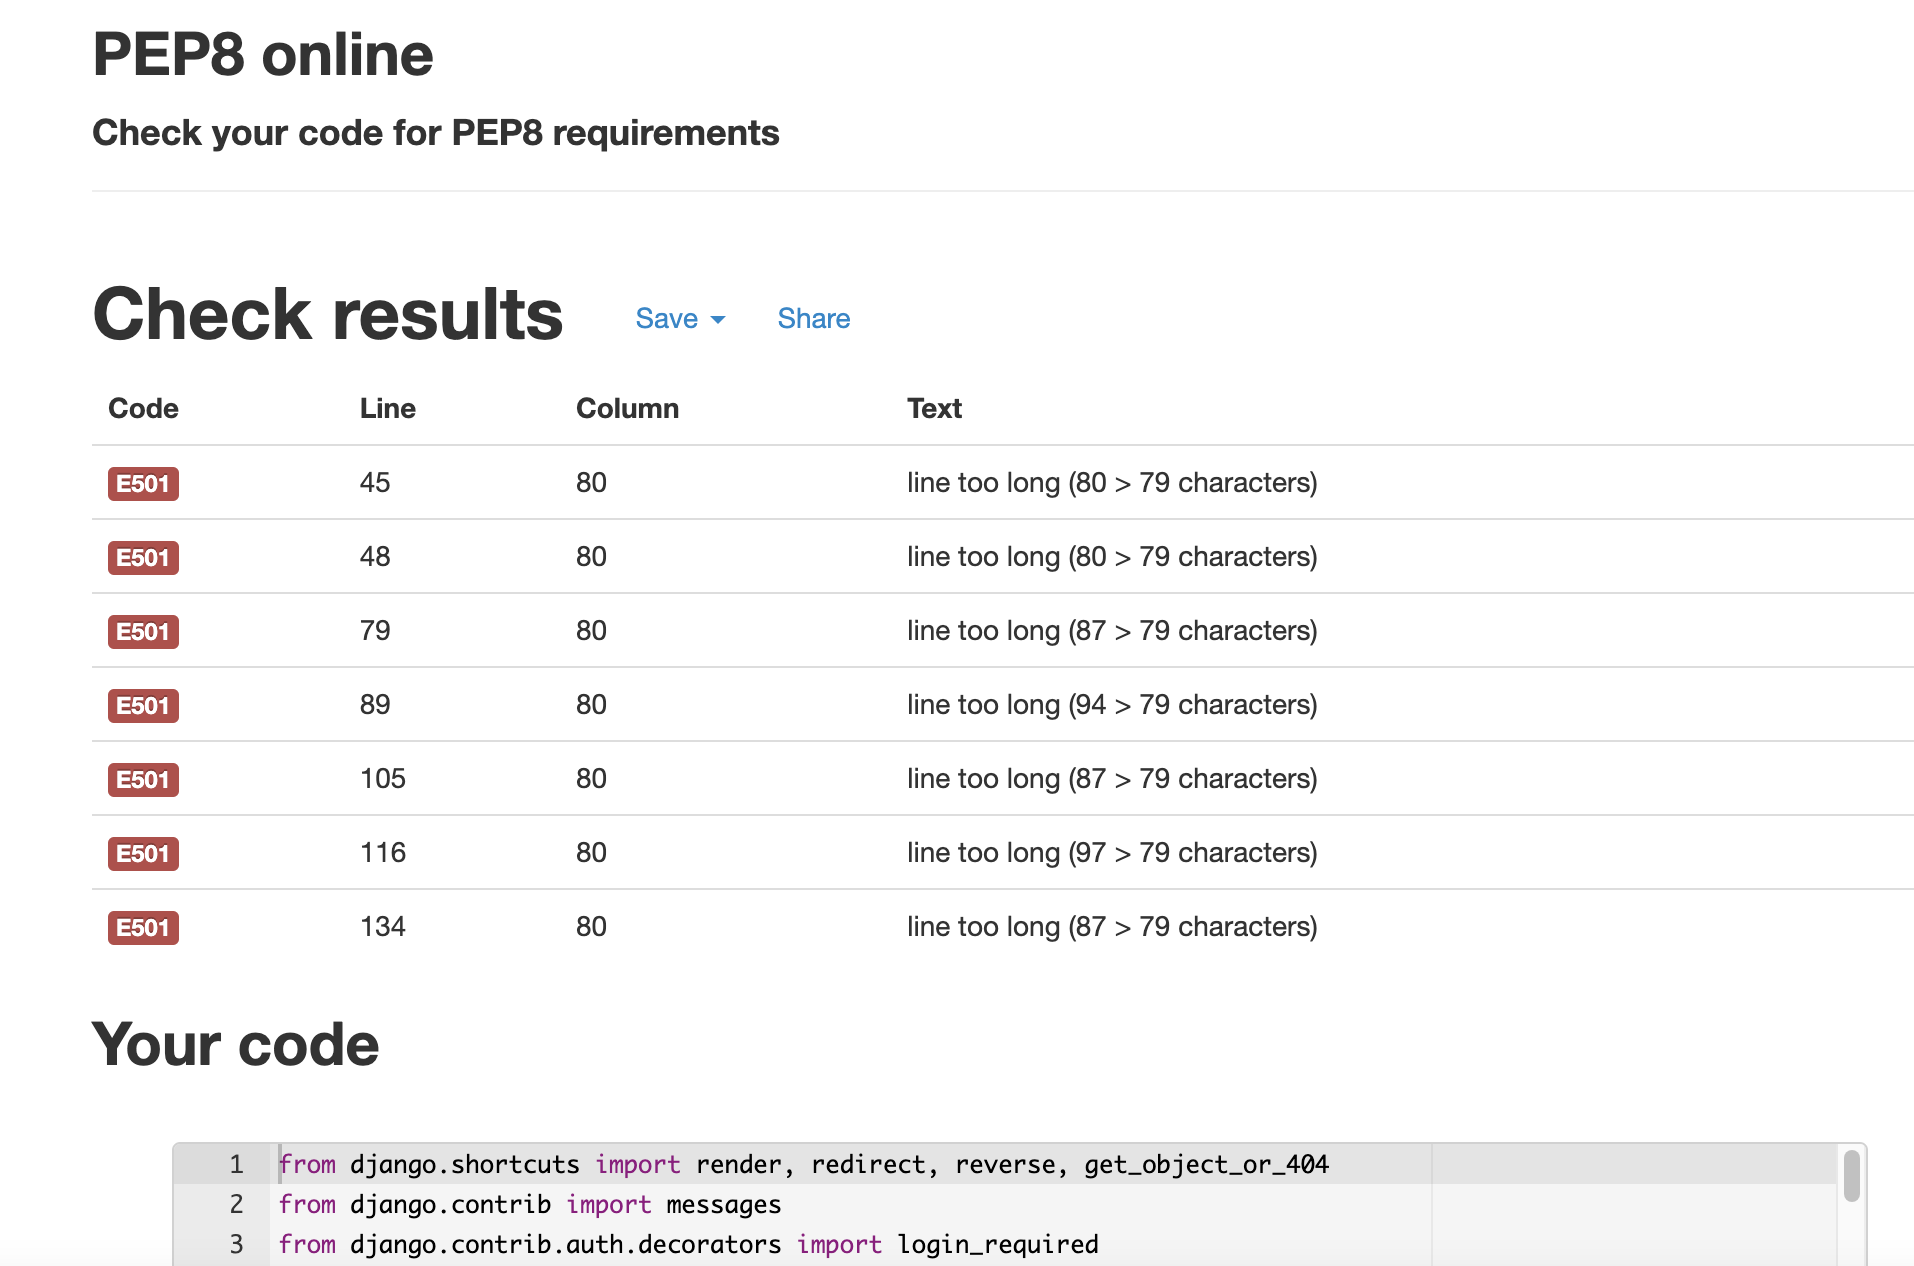 PEP8 online
Check your code for PEP8 requirements
Check results Save Share
Code Line Column Text
E501 45 80 line too long (80 > 79 characters)
E501 48 80 line too long (80 > 79 characters)
E501 79 80 line too long (87 > 79 characters)
E501 89 80 line too long (94 > 79 characters)
E501 105 80 line too long (87 > 79 characters)
E501 116 80 line too long (97 > 79 characters)
E501 134 80 line too long (87 > 79 characters)
Your code
1 from django.shortcuts import render, redirect, reverse, get_object_or_404
2 from django.contrib import messages
3 from django.contrib.auth.decorators import login_required